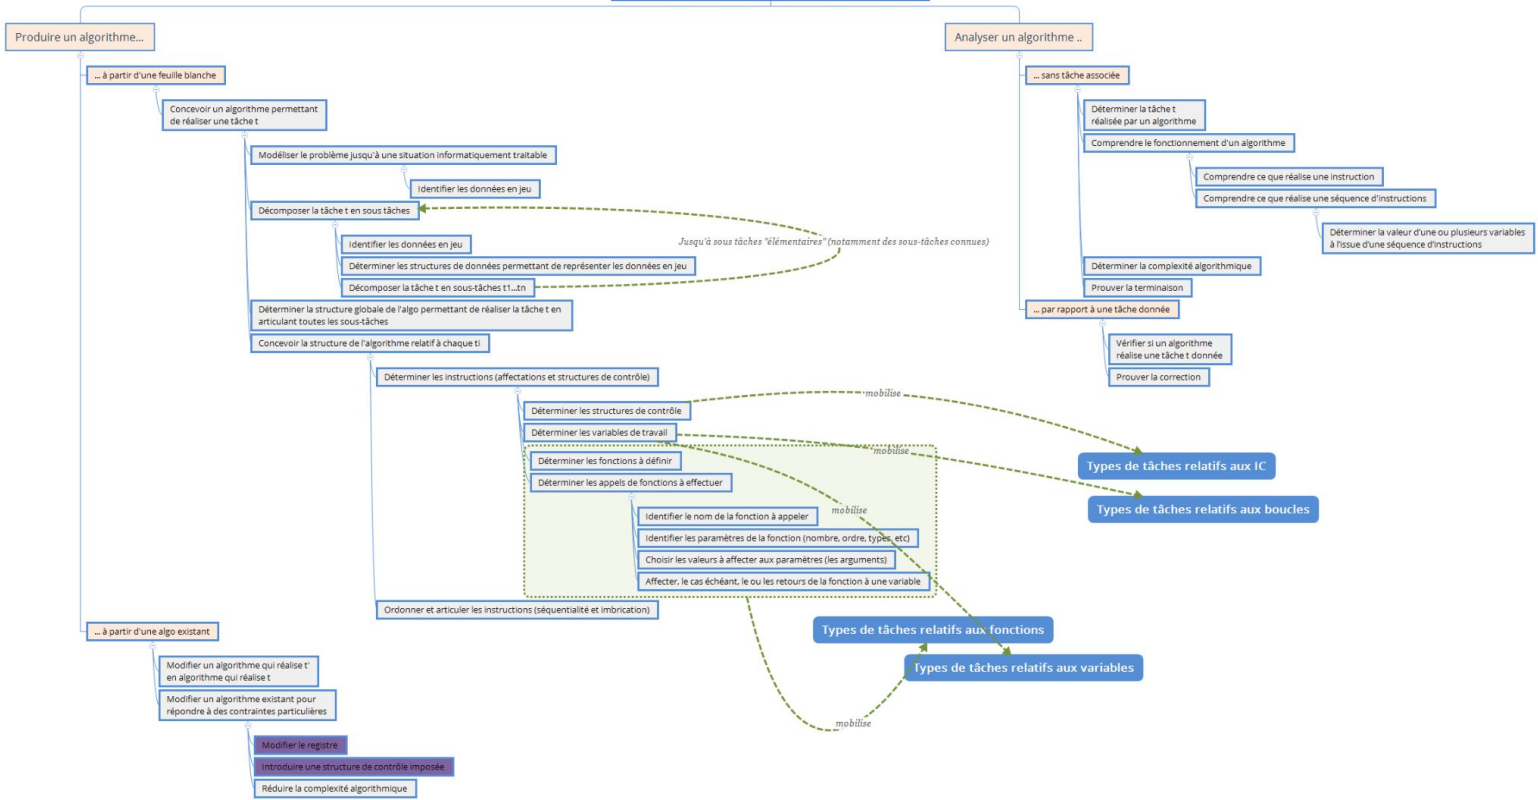 Produire un algorithme...
... à partir d'une feuille blanche
Concevoir un algorithme permettant
de réaliser une tâche t
Modéliser le problème jusqu'à une situation informatiquement traitable
Identifier les données en jeu
Décomposer la tâche t en sous tâches
Identifier les données en jeu
Déterminer les structures de données permettant de représenter les données en jeu
Décomposer la tâche t en sous-tâches t1...tn
Jusqu'à sous tâches "élémentaires" (notamment des sous-tâches connues)
Déterminer la structure globale de l'algo permettant de réaliser la tâche t en
articulant toutes les sous-tâches
Concevoir la structure de l'algorithme relatif à chaque ti
Déterminer les instructions (affectations et structures de contrôle)
Déterminer les structures de contrôle
Déterminer les variables de travail
Déterminer les fonctions à définir
Déterminer les appels de fonctions à effectuer
Identifier le nom de la fonction à appeler
Identifier les paramètres de la fonction (nombre, ordre, types, etc)
Choisir les valeurs à affecter aux paramètres (les arguments)
Affecter, le cas échéant, le ou les retours de la fonction à une variable
Ordonner et articuler les instructions (séquentialité et imbrication)
mobilise
mobilise
mobilise
mobilise
Types de tâches relatifs aux IC
Types de tâches relatifs aux boucles
Types de tâches relatifs aux fonctions
Types de tâches relatifs aux variables
... à partir d'une algo existant
Modifier un algorithme qui réalise t'
en algorithme qui réalise t
Modifier un algorithme existant pour
répondre à des contraintes particulières
Modifier le registre
Introduire une structure de contrôle imposée
Réduire la complexité algorithmique
Analyser un algorithme ..
... sans tâche associée
Déterminer la tâche t
réalisée par un algorithme
Comprendre le fonctionnement d'un algorithme
Comprendre ce que réalise une instruction
Comprendre ce que réalise une séquence d'instructions
Déterminer la valeur d'une ou plusieurs variables
à l'issue d'une séquence d'instructions
Déterminer la complexité algorithmique
Prouver la terminaison
... par rapport à une tâche donnée
Vérifier si un algorithme
réalise une tâche t donnée
Prouver la correction